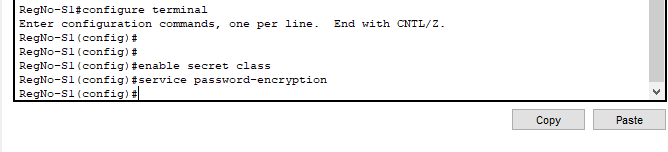 RegNo-S1#configure terminal
Enter configuration commands, one per line.  End with CNTL/Z.
RegNo-S1(config)#
RegNo-S1(config)#
RegNo-S1(config)#enable secret class
RegNo-S1(config)#service password-encryption
RegNo-S1(config)#
Copy
Paste